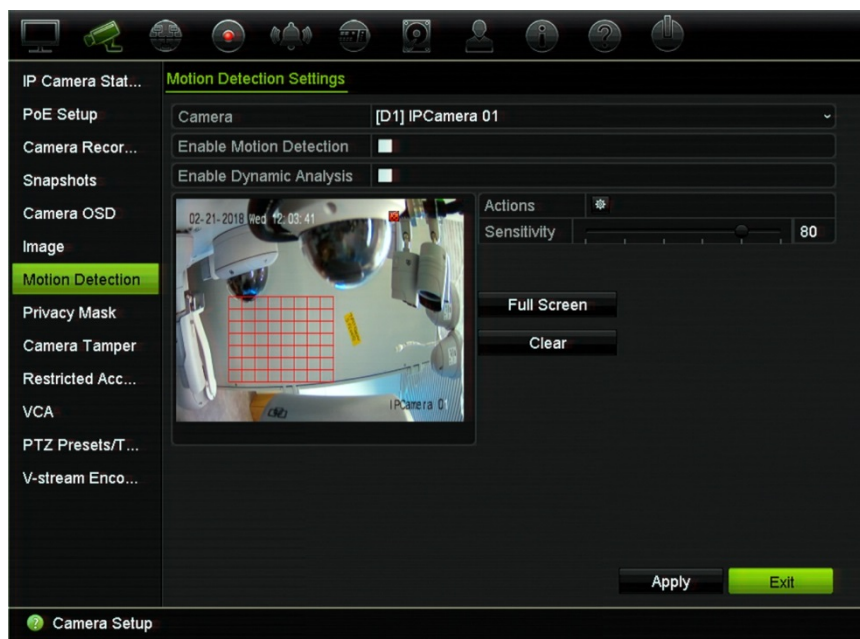 Motion Detection Settings
IP Camera Stat...
PoE Setup
Camera Recor...
Snapshots
Camera OSD
Image
Motion Detection
Privacy Mask
Camera Tamper
Restricted Acc...
VCA
PTZ Presets/T...
V-stream Enco...
Camera
[D1] IPCamera 01
Enable Motion Detection
Enable Dynamic Analysis
02-21-2018 Wed 12:03:41
IPCamera 01
Actions
Sensitivity
80
Full Screen
Clear
Apply
Exit
Camera Setup